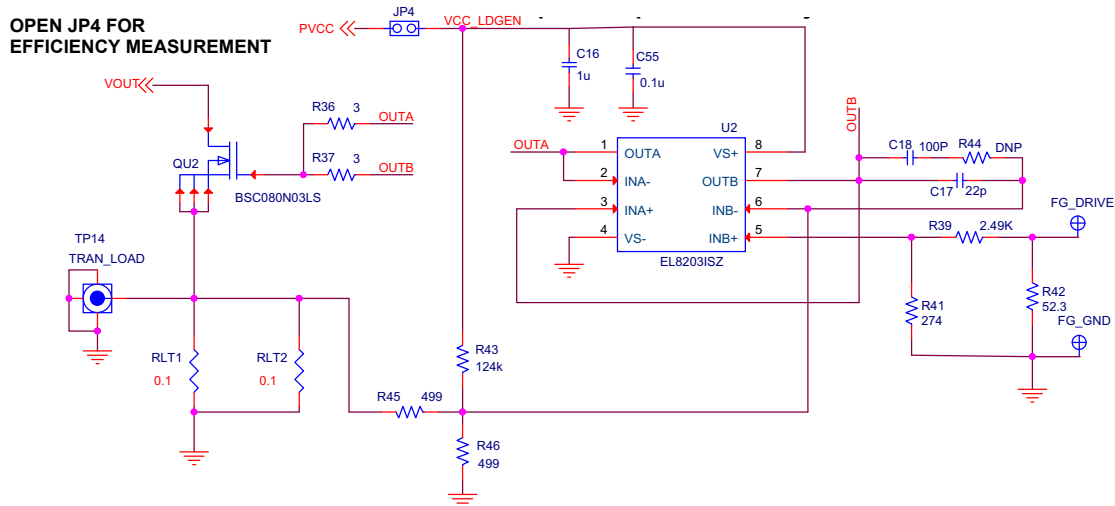 OPEN JP4 FOR
EFFICIENCY MEASUREMENT
JP4
PVCC
VCC_LDGEN
C16
1u
C55
0.1u
VOUT
R36 3
OUTA
R37 3
OUTB
QU2
BSC080N03LS
TP14
TRAN_LOAD
RLT1
0.1
RLT2
0.1
R45 499
R43
124k
R46
499
OUTA
U2
1 OUTA
2 INA-
3 INA+
4 VS-
VS+ 8
OUTB 7
INB- 6
INB+ 5
EL8203ISZ
OUTB
C18 100P
R44
DNP
C17 22p
R39 2.49K
FG_DRIVE
R41
274
R42
52.3
FG_GND